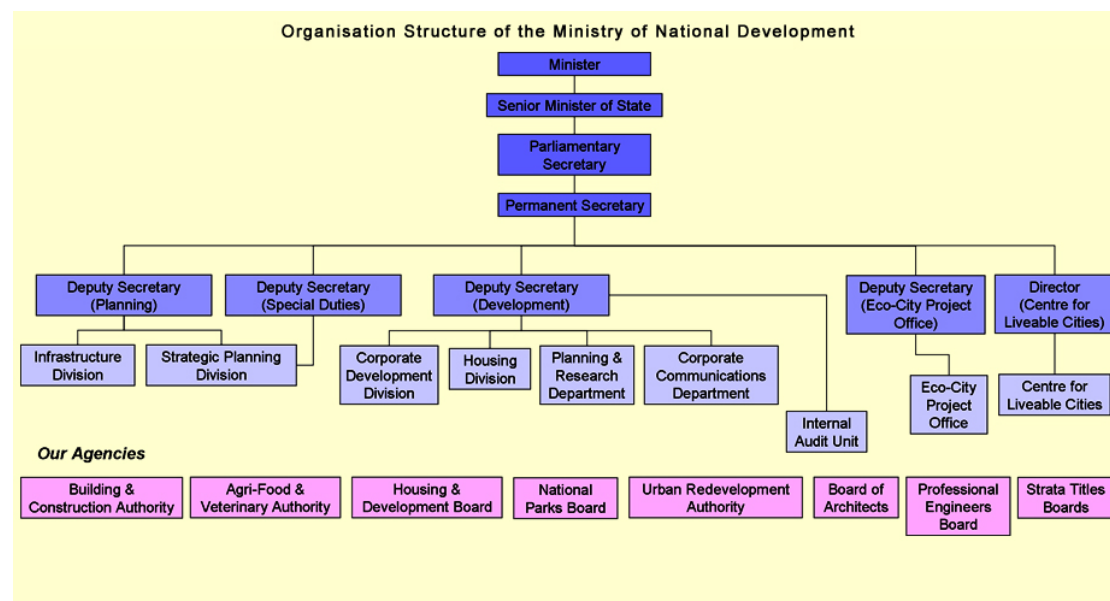 Organisation Structure of the Ministry of National Development
Minister
Senior Minister of State
Parliamentary
Secretary
Permanent Secretary
Deputy Secretary
(Planning)
Deputy Secretary
(Special Duties)
Deputy Secretary
(Development)
Deputy Secretary
(Eco-City Project
Office)
Director
(Centre for
Liveable Cities)
Infrastructure
Division
Strategic Planning
Division
Corporate
Development
Division
Housing
Division
Planning &
Research
Department
Corporate
Communications
Department
Internal
Audit Unit
Eco-City
Project
Office
Centre for
Liveable Cities
Our Agencies
Building &
Construction Authority
Agri-Food &
Veterinary Authority
Housing &
Development Board
National
Parks Board
Urban Redevelopment
Authority
Board of
Architects
Professional
Engineers
Board
Strata Titles
Boards